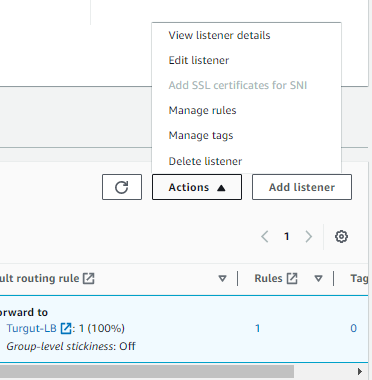 View listener details
Edit listener
Add SSL certificates for SNI
Manage rules
Manage tags
Delete listener
Actions Add listener
1
ult routing rule Rules Tag
orward to
Turgut-LB : 1 (100%) 1 0
Group-level stickiness: Off